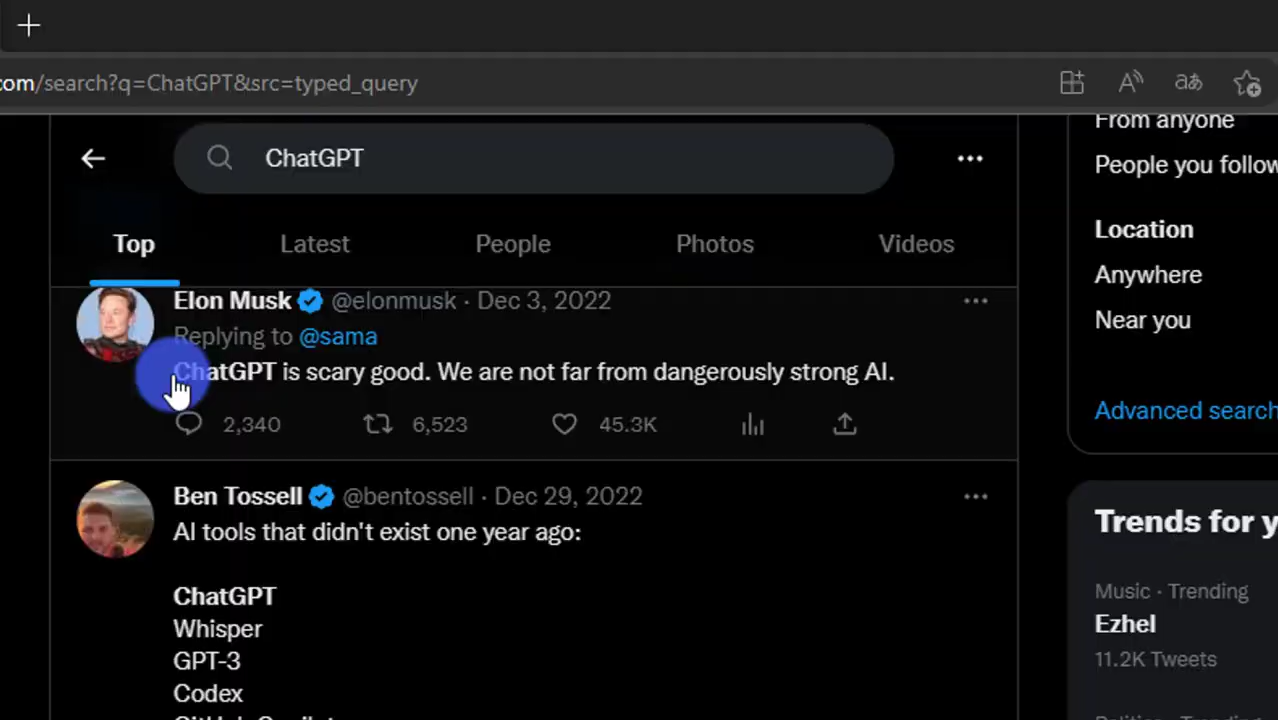 com/search?q=ChatGPT&src=typed_query
ChatGPT
Top
Latest
People
Photos
Videos
Elon Musk @elonmusk · Dec 3, 2022
Replying to @sama
ChatGPT is scary good. We are not far from dangerously strong AI.
2,340
6,523
45.3K
Ben Tossell @bentossell · Dec 29, 2022
AI tools that didn't exist one year ago:
ChatGPT
Whisper
GPT-3
Codex
From anyone
People you follow
Location
Anywhere
Near you
Advanced search
Trends for y
Music · Trending
Ezhel
11.2K Tweets